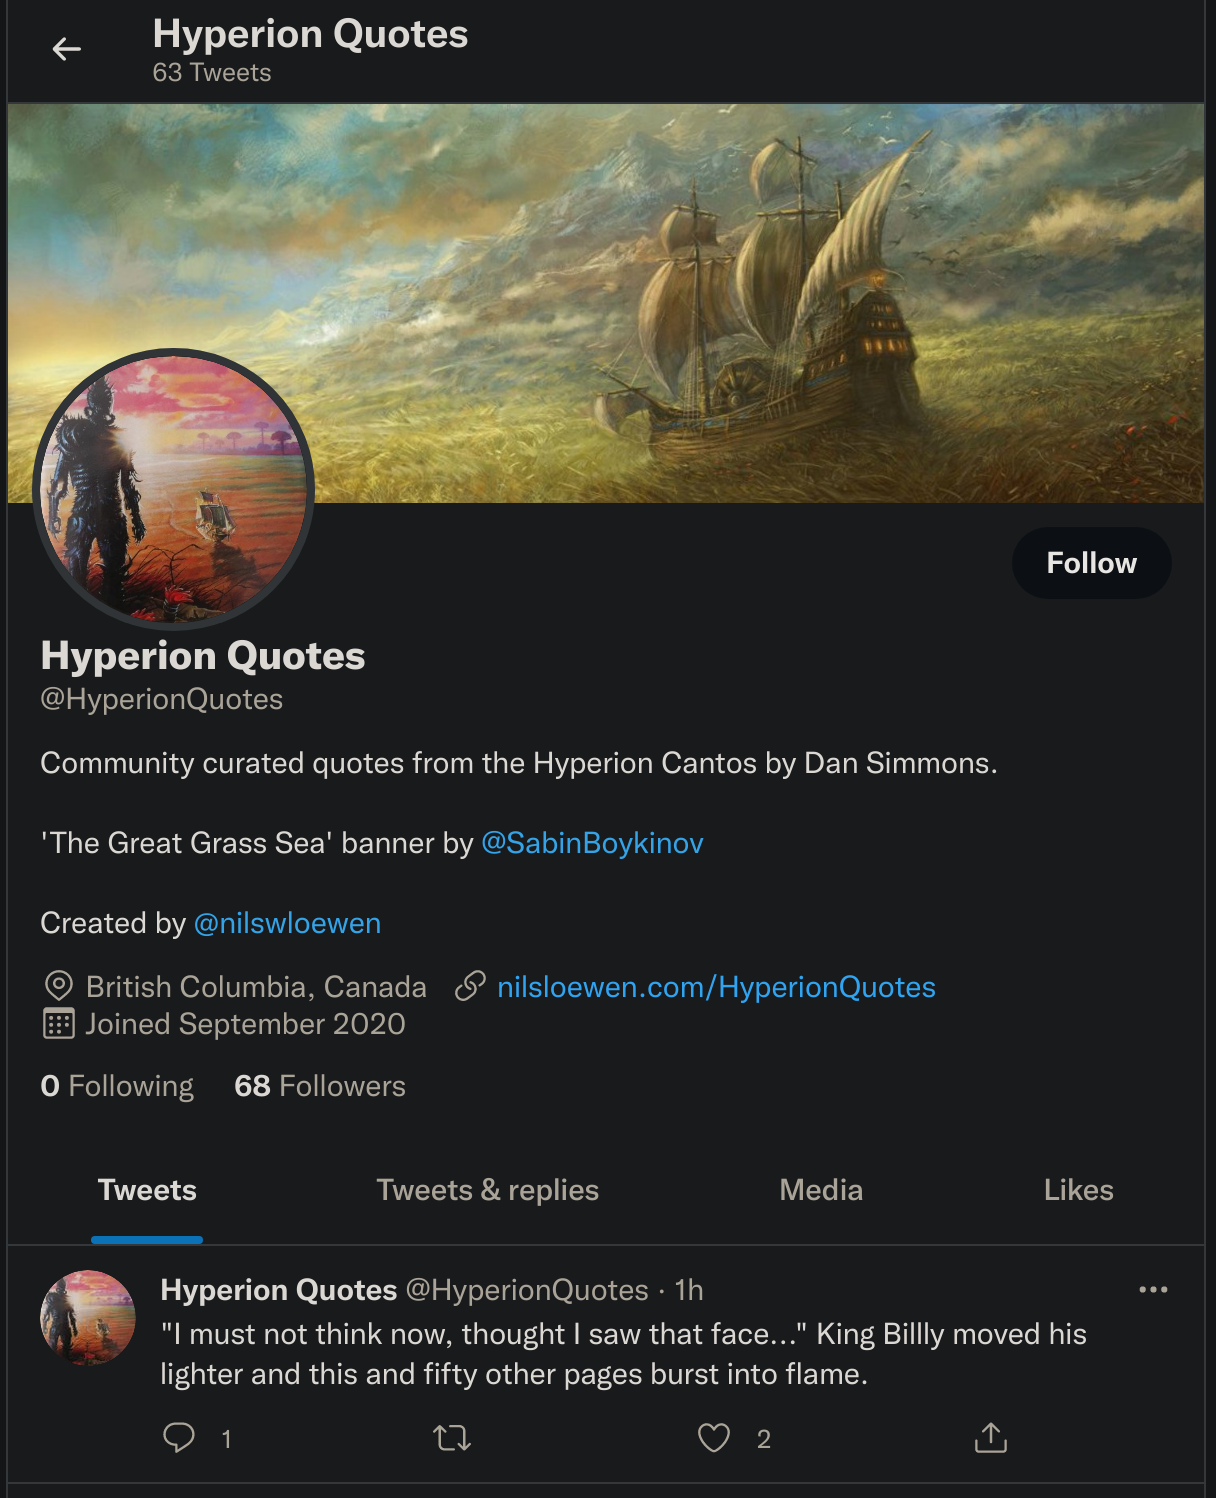 Hyperion Quotes
63 Tweets
Follow
Hyperion Quotes
@HyperionQuotes
Community curated quotes from the Hyperion Cantos by Dan Simmons.
'The Great Grass Sea' banner by @SabinBoykinov
Created by @nilswloewen
British Columbia, Canada nilsloewen.com/HyperionQuotes
Joined September 2020
0 Following 68 Followers
Tweets Tweets & replies Media Likes
Hyperion Quotes @HyperionQuotes · 1h
"I must not think now, thought I saw that face..." King Billly moved his
lighter and this and fifty other pages burst into flame.
1 2